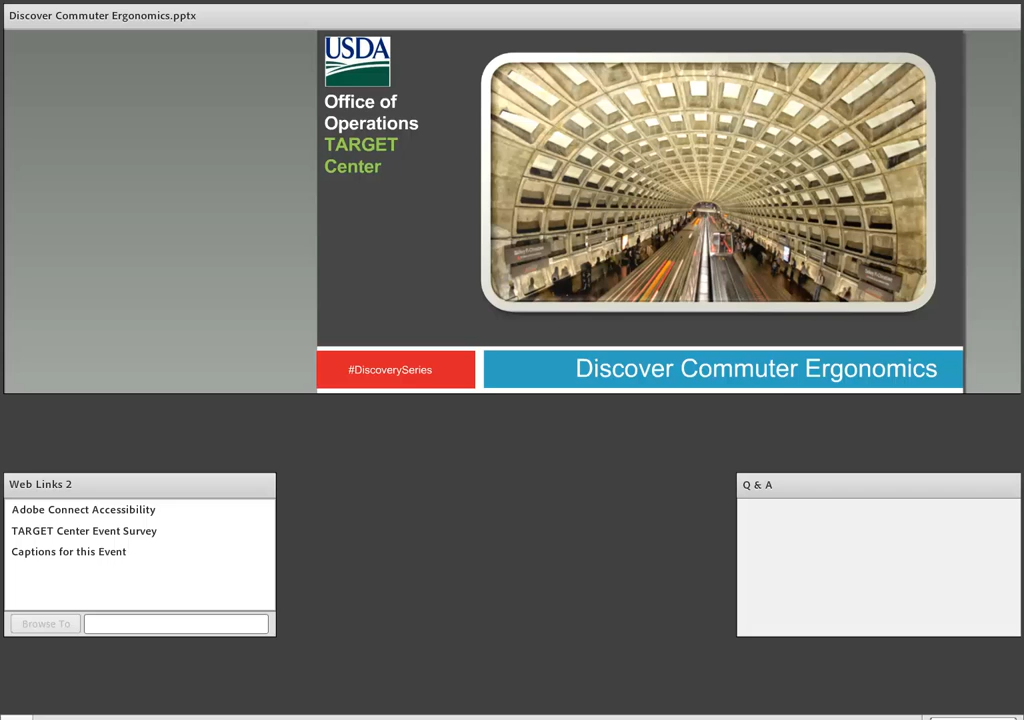 Discover Commuter Ergonomics.pptx
USDA
Office of
Operations
TARGET
Center
#DiscoverySeries
Discover Commuter Ergonomics
Web Links 2
Adobe Connect Accessibility
TARGET Center Event Survey
Captions for this Event
Browse To
Q & A